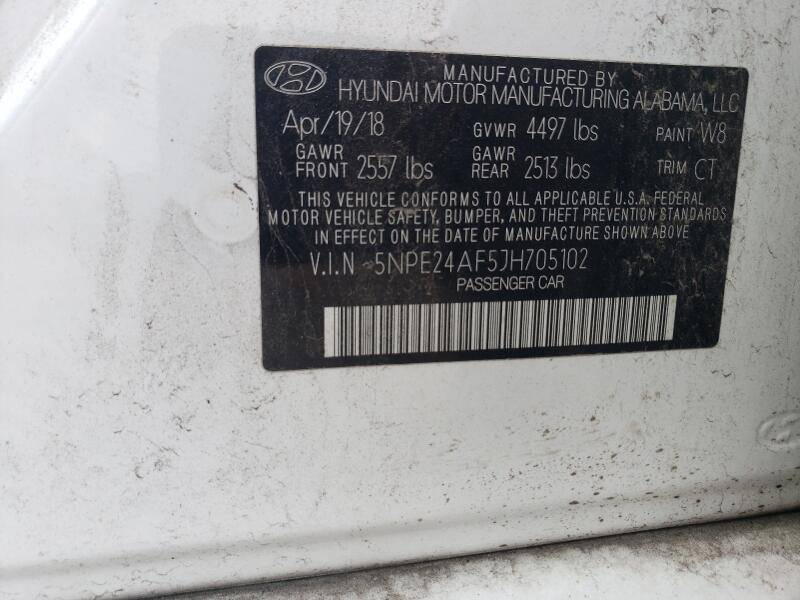 MANUFACTURED BY
HYUNDAI MOTOR MANUFACTURING ALABAMA, LLC
Apr/19/18 GVWR 4497 lbs PAINT W8
GAWR FRONT 2557 lbs GAWR REAR 2513 lbs TRIM CT
THIS VEHICLE CONFORMS TO ALL APPLICABLE U.S.A. FEDERAL
MOTOR VEHICLE SAFETY, BUMPER, AND THEFT PREVENTION STANDARDS
IN EFFECT ON THE DATE OF MANUFACTURE SHOWN ABOVE
V.I.N 5NPE24AF5JH705102
PASSENGER CAR